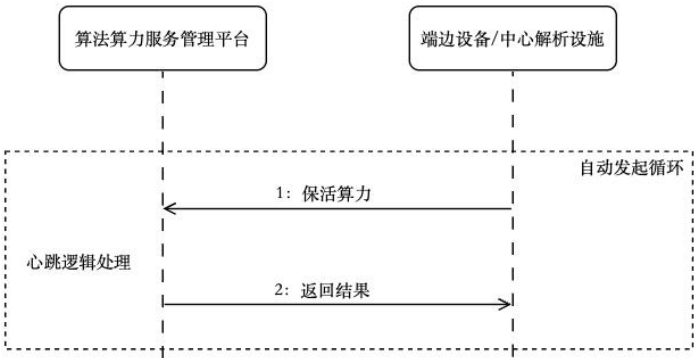 算法算力服务管理平台
端边设备/中心解析设施
自动发起循环
1: 保活算力
心跳逻辑处理
2: 返回结果